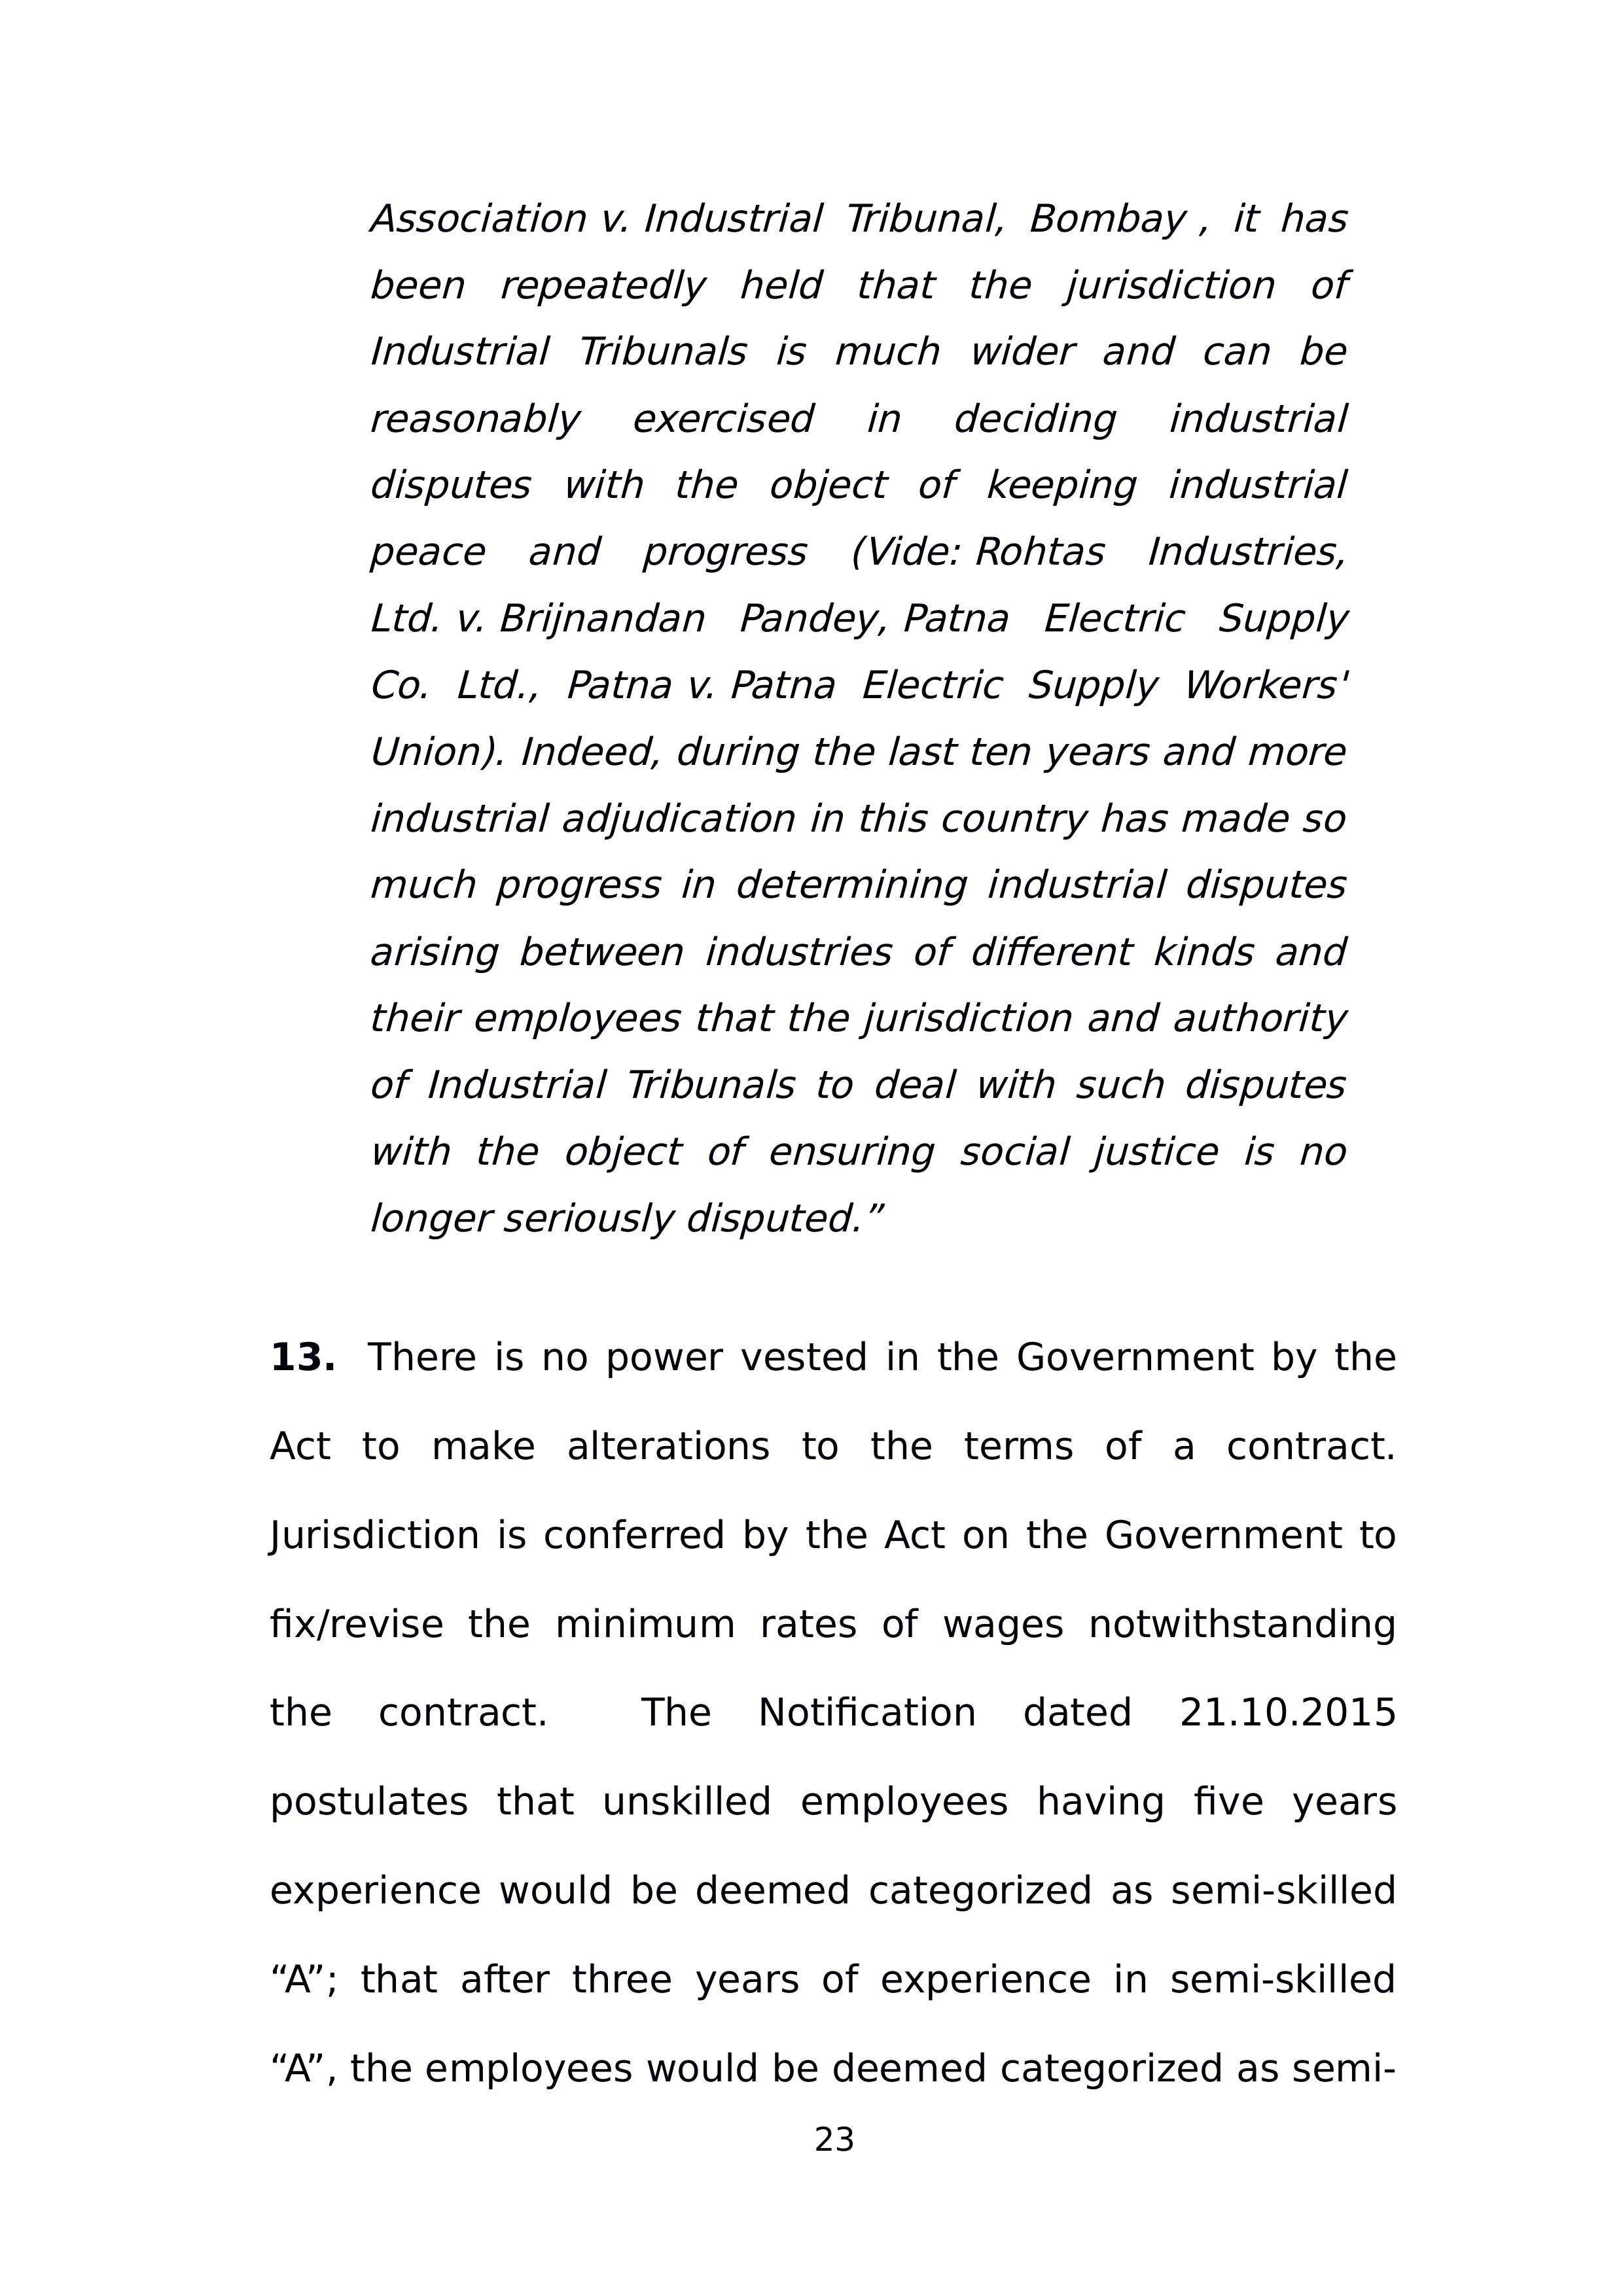 Association v. Industrial Tribunal, Bombay , it has
been repeatedly held that the jurisdiction of
Industrial Tribunals is much wider and can be
reasonably exercised in deciding industrial
disputes with the object of keeping industrial
peace and progress (Vide: Rohtas Industries,
Ltd. v. Brijnandan Pandey, Patna Electric Supply
Co. Ltd., Patna v. Patna Electric Supply Workers'
Union). Indeed, during the last ten years and more
industrial adjudication in this country has made so
much progress in determining industrial disputes
arising between industries of different kinds and
their employees that the jurisdiction and authority
of Industrial Tribunals to deal with such disputes
with the object of ensuring social justice is no
longer seriously disputed.”
13. There is no power vested in the Government by the
Act to make alterations to the terms of a contract.
Jurisdiction is conferred by the Act on the Government to
fix/revise the minimum rates of wages notwithstanding
the contract. The Notification dated 21.10.2015
postulates that unskilled employees having five years
experience would be deemed categorized as semi-skilled
“A”; that after three years of experience in semi-skilled
“A”, the employees would be deemed categorized as semi-
23